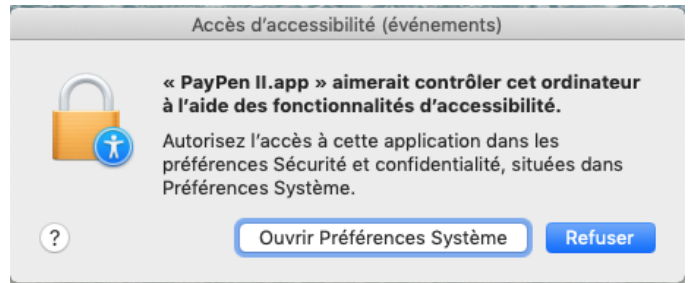 Accès d’accessibilité (événements)
« PayPen II.app » aimerait contrôler cet ordinateur
à l’aide des fonctionnalités d’accessibilité.
Autorisez l’accès à cette application dans les
préférences Sécurité et confidentialité, situées dans
Préférences Système.
?
Ouvrir Préférences Système
Refuser